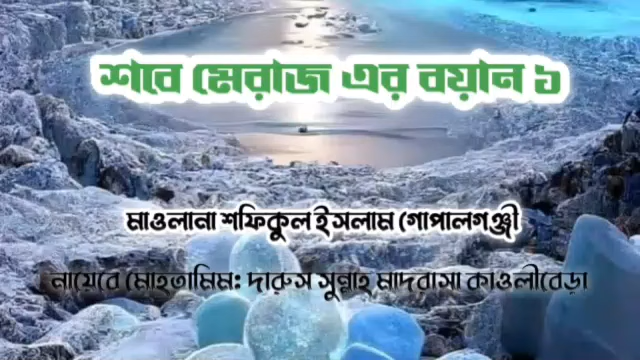 শবে মেরাজ এর বয়ান ১
মাওলানা শফিকুল ইসলাম গোপালগঞ্জী
নায়েবে মোহতামিম: দারুস সুন্নাহ মাদরাসা কাওলীবেড়া